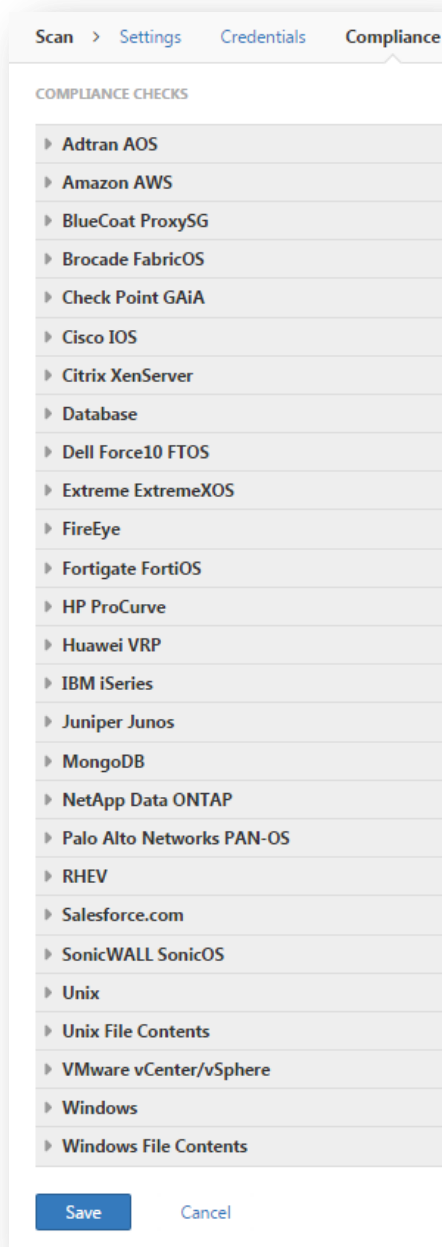 Scan > Settings Credentials Compliance
COMPLIANCE CHECKS
Adtran AOS
Amazon AWS
BlueCoat ProxySG
Brocade FabricOS
Check Point GAiA
Cisco IOS
Citrix XenServer
Database
Dell Force10 FTOS
Extreme ExtremeXOS
FireEye
Fortigate FortiOS
HP ProCurve
Huawei VRP
IBM iSeries
Juniper Junos
MongoDB
NetApp Data ONTAP
Palo Alto Networks PAN-OS
RHEV
Salesforce.com
SonicWALL SonicOS
Unix
Unix File Contents
VMware vCenter/vSphere
Windows
Windows File Contents
Save Cancel